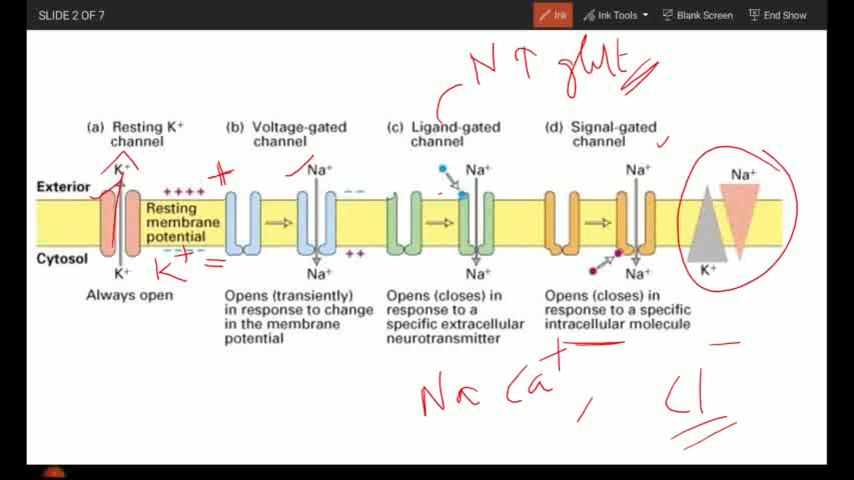 SLIDE 2 OF 7
Ink
Ink Tools
Blank Screen
End Show
N↑ glut
(a) Resting K+
channel
(b) Voltage-gated
channel
(c) Ligand-gated
channel
(d) Signal-gated
channel
K+
Na+
Na+
Na+
Na+
Exterior
++++
+
– –
Resting
membrane
potential
Cytosol
– – – –
++
K+ =
K+
Na+
Na+
Na+
K+
Always open
Opens (transiently)
in response to change
in the membrane
potential
Opens (closes) in
response to a
specific extracellular
neurotransmitter
Opens (closes) in
response to a specific
intracellular molecule
Na Ca+, Cl–